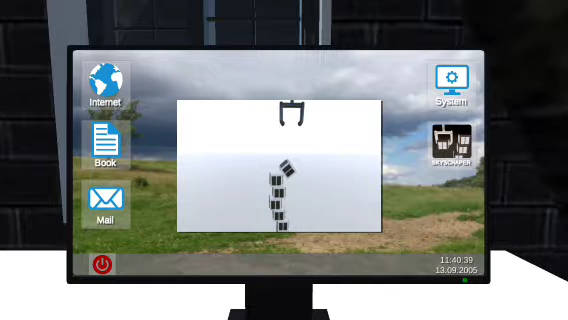 Internet
Book
Mail
System
SKYSCRAPER
11:40:39
13.09.2005